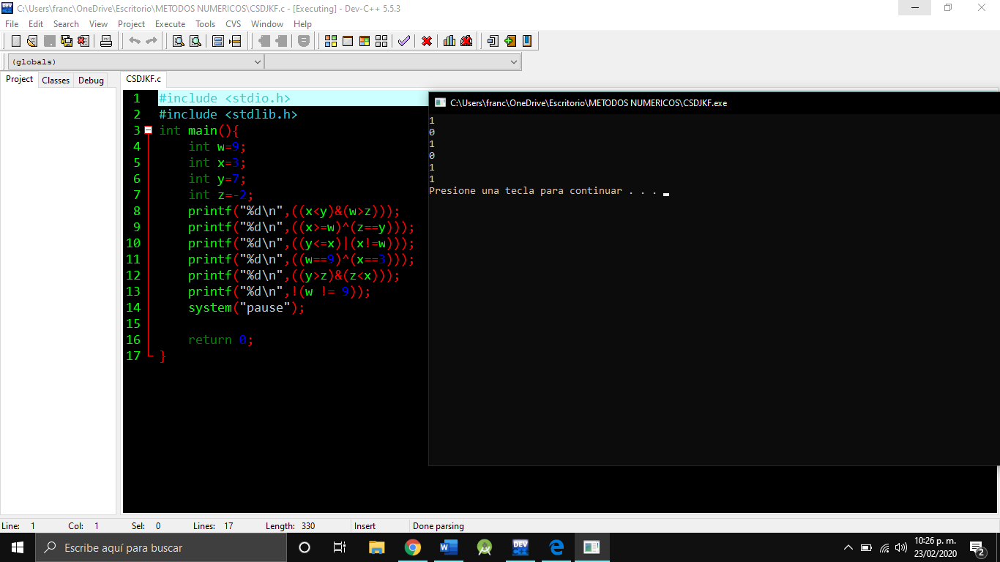 C:\Users\franc\OneDrive\Escritorio\METODOS NUMERICOS\CSDJKF.c - [Executing] - Dev-C++ 5.5.3
File Edit Search View Project Execute Tools CVS Window Help
(globals)
Project Classes Debug
CSDJKF.c
1 #include <stdio.h>
2 #include <stdlib.h>
3 int main(){
4 int w=9;
5 int x=3;
6 int y=7;
7 int z=-2;
8 printf("%d\n",((x<y)&(w>z)));
9 printf("%d\n",((x>=w)^(z==y)));
10 printf("%d\n",((y<=x)|(x!=w)));
11 printf("%d\n",((w==9)^(x==3)));
12 printf("%d\n",((y>z)&(z<x)));
13 printf("%d\n",!(w != 9));
14 system("pause");
15
16 return 0;
17 }
C:\Users\franc\OneDrive\Escritorio\METODOS NUMERICOS\CSDJKF.exe
1
0
1
0
1
1
Presione una tecla para continuar . . .
Line: 1 Col: 1 Sel: 0 Lines: 17 Length: 330 Insert Done parsing
Escribe aquí para buscar
DEV C++
10:26 p. m.
23/02/2020
2